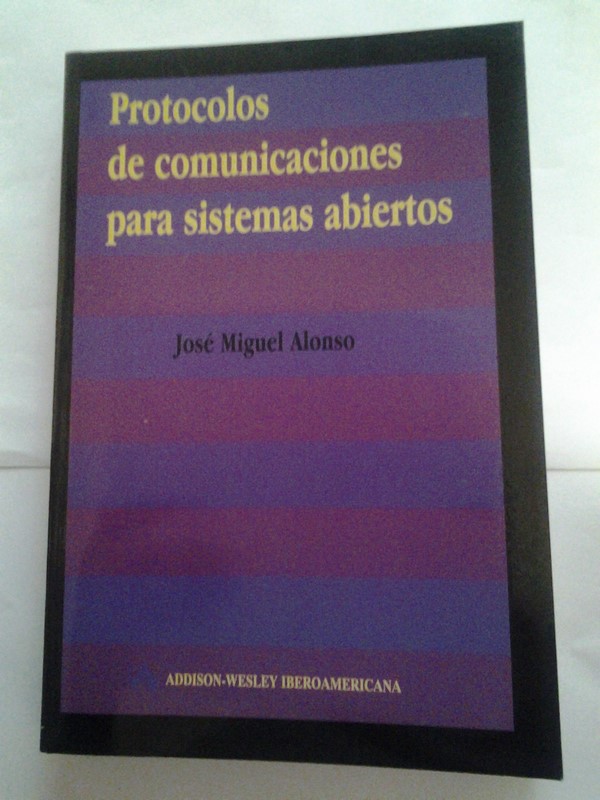 Protocolos
de comunicaciones
para sistemas abiertos
José Miguel Alonso
ADDISON-WESLEY IBEROAMERICANA